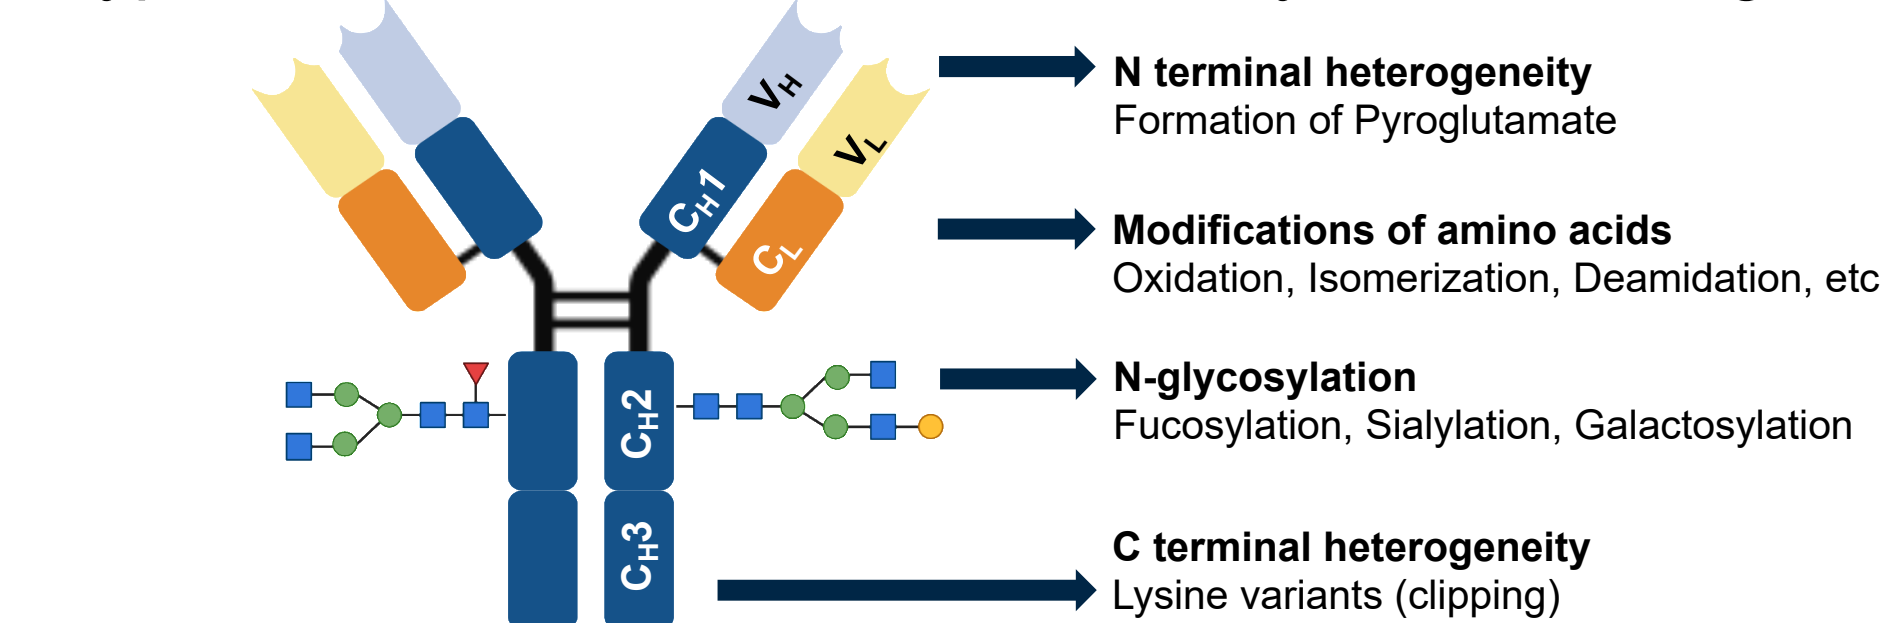 VH
VL
CH1
CL
CH2
CH3
N terminal heterogeneity
Formation of Pyroglutamate
Modifications of amino acids
Oxidation, Isomerization, Deamidation, etc
N-glycosylation
Fucosylation, Sialylation, Galactosylation
C terminal heterogeneity
Lysine variants (clipping)